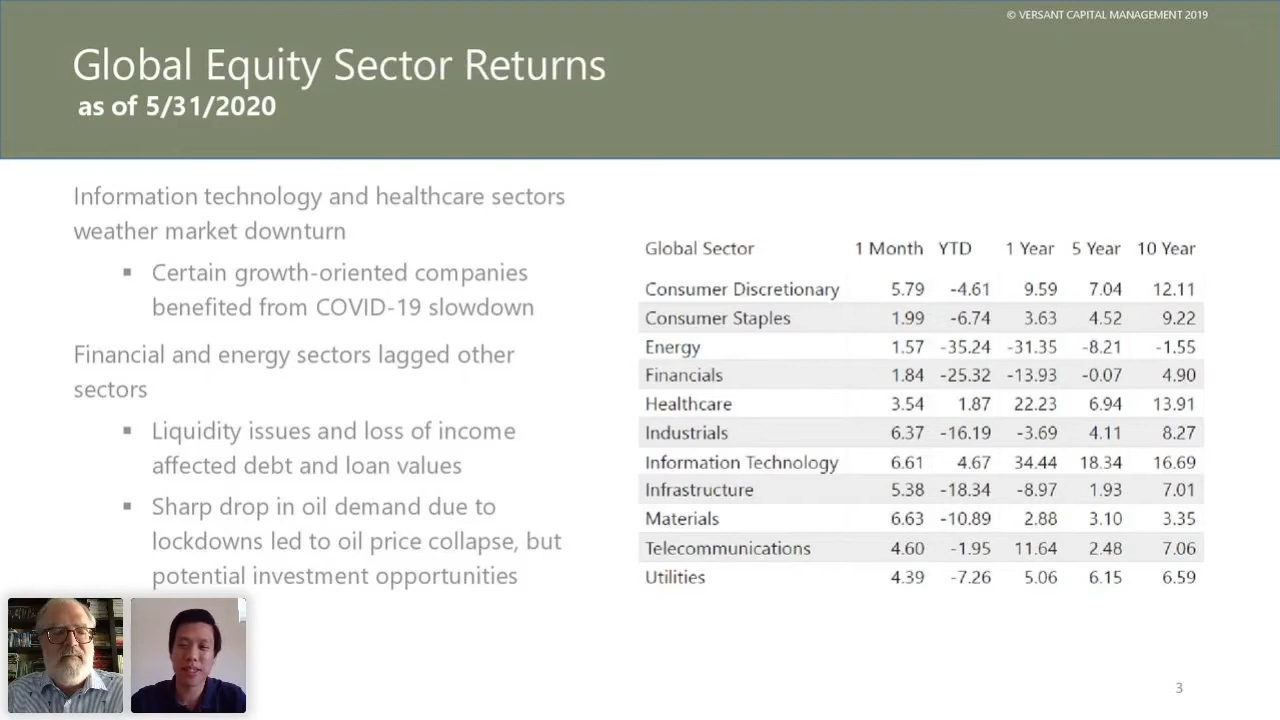 © VERSANT CAPITAL MANAGEMENT 2019
Global Equity Sector Returns
as of 5/31/2020
Information technology and healthcare sectors
weather market downturn
▪ Certain growth-oriented companies
benefited from COVID-19 slowdown
Financial and energy sectors lagged other
sectors
▪ Liquidity issues and loss of income
affected debt and loan values
▪ Sharp drop in oil demand due to
lockdowns led to oil price collapse, but
potential investment opportunities
Global Sector 1 Month YTD 1 Year 5 Year 10 Year
Consumer Discretionary 5.79 -4.61 9.59 7.04 12.11
Consumer Staples 1.99 -6.74 3.63 4.52 9.22
Energy 1.57 -35.24 -31.35 -8.21 -1.55
Financials 1.84 -25.32 -13.93 -0.07 4.90
Healthcare 3.54 1.87 22.23 6.94 13.91
Industrials 6.37 -16.19 -3.69 4.11 8.27
Information Technology 6.61 4.67 34.44 18.34 16.69
Infrastructure 5.38 -18.34 -8.97 1.93 7.01
Materials 6.63 -10.89 2.88 3.10 3.35
Telecommunications 4.60 -1.95 11.64 2.48 7.06
Utilities 4.39 -7.26 5.06 6.15 6.59
3